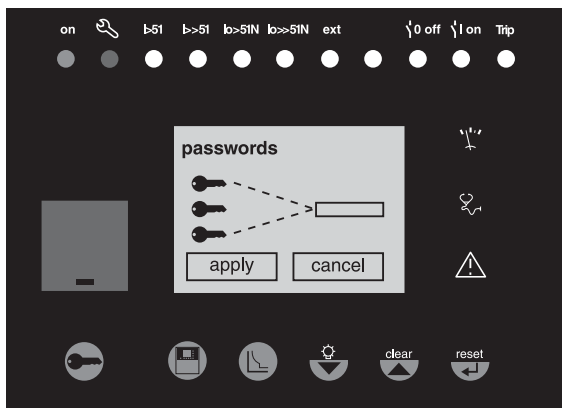 on I>51 I>>51 Io>51N Io>>51N ext 0 off I on Trip
passwords
apply cancel
clear reset